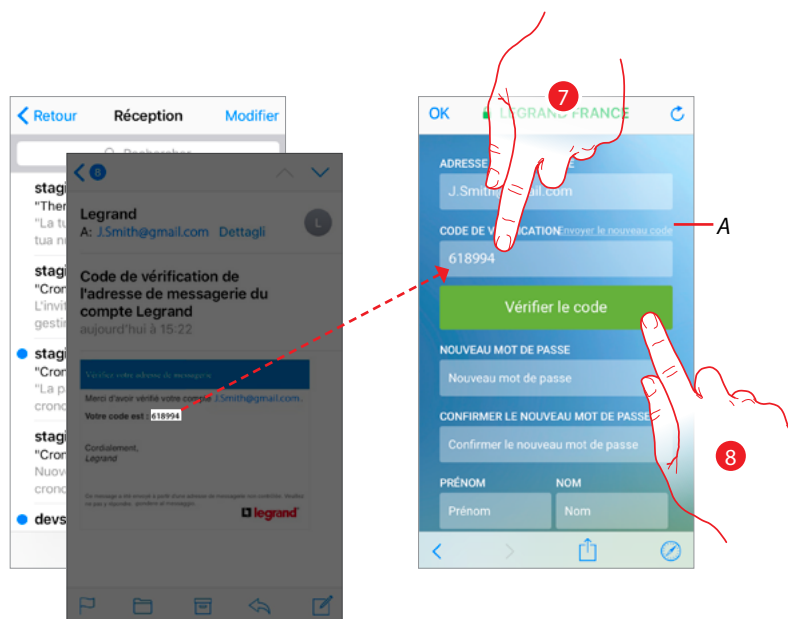 Retour Réception Modifier
stagi
"Ther
"La tu
tua nu
stagi
"Cron
L'invit
gestir
stagi
"Cron
"La p
cronc
stagi
"Cron
Nuov
cronc
devs
8
Legrand
L
A: J.Smith@gmail.com Dettagli
Code de vérification de
l'adresse de messagerie du
compte Legrand
aujourd'hui à 15:22
Vérifiez votre adresse de messagerie
Merci d'avoir vérifié votre compte J.Smith@gmail.com.
Votre code est : 618994
Cordialement,
Legrand
legrand
7
OK LEGRAND FRANCE
ADRESSE
J.Smith@gmail.com
CODE DE VÉRIFICATION Envoyer le nouveau code
A
618994
Vérifier le code
NOUVEAU MOT DE PASSE
Nouveau mot de passe
CONFIRMER LE NOUVEAU MOT DE PASSE
Confirmer le nouveau mot de passe
8
PRÉNOM NOM
Prénom Nom